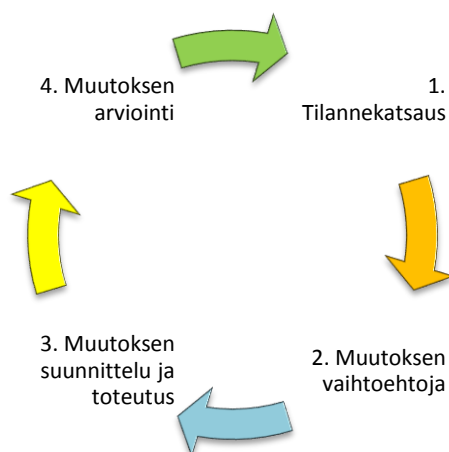 1.
Tilannekatsaus
2. Muutoksen
vaihtoehtoja
3. Muutoksen
suunnittelu ja
toteutus
4. Muutoksen
arviointi